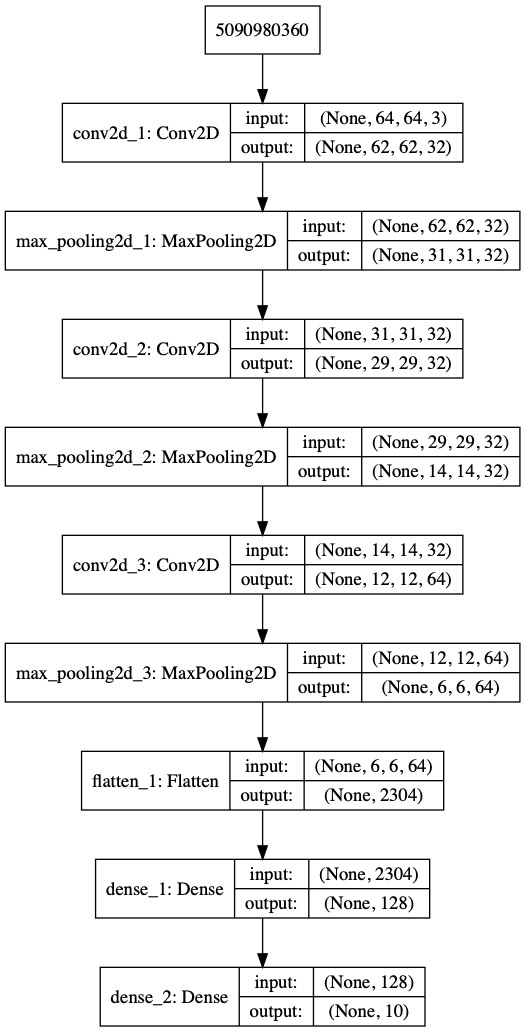 5090980360
conv2d_1: Conv2D
input:
(None, 64, 64, 3)
output:
(None, 62, 62, 32)
max_pooling2d_1: MaxPooling2D
input:
(None, 62, 62, 32)
output:
(None, 31, 31, 32)
conv2d_2: Conv2D
input:
(None, 31, 31, 32)
output:
(None, 29, 29, 32)
max_pooling2d_2: MaxPooling2D
input:
(None, 29, 29, 32)
output:
(None, 14, 14, 32)
conv2d_3: Conv2D
input:
(None, 14, 14, 32)
output:
(None, 12, 12, 64)
max_pooling2d_3: MaxPooling2D
input:
(None, 12, 12, 64)
output:
(None, 6, 6, 64)
flatten_1: Flatten
input:
(None, 6, 6, 64)
output:
(None, 2304)
dense_1: Dense
input:
(None, 2304)
output:
(None, 128)
dense_2: Dense
input:
(None, 128)
output:
(None, 10)